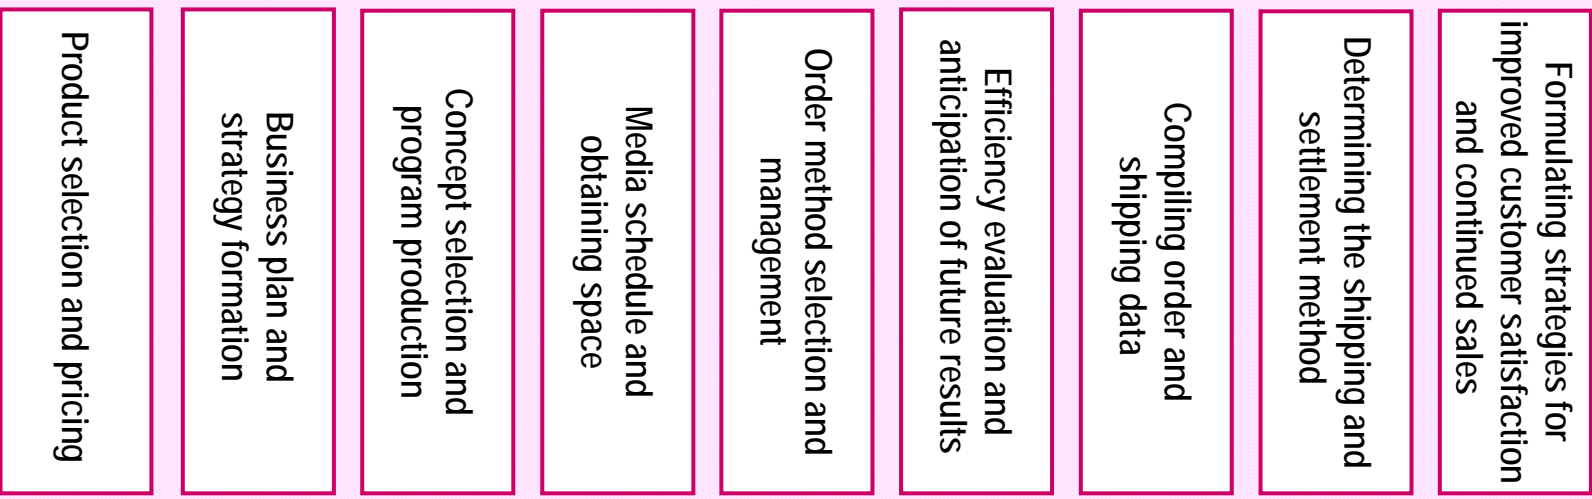 Product selection and pricing
Business plan and
strategy formation
Concept selection and
program production
Media schedule and
obtaining space
Order method selection and
management
Efficiency evaluation and
anticipation of future results
Compiling order and
shipping data
Determining the shipping and
settlement method
Formulating strategies for
improved customer satisfaction
and continued sales